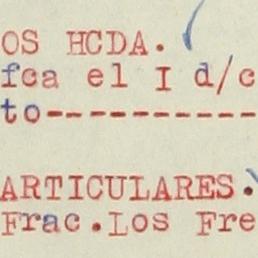 OS HCDA.
fca el I d/c
to----------
ARTICULARES.
Frac.Los Fre